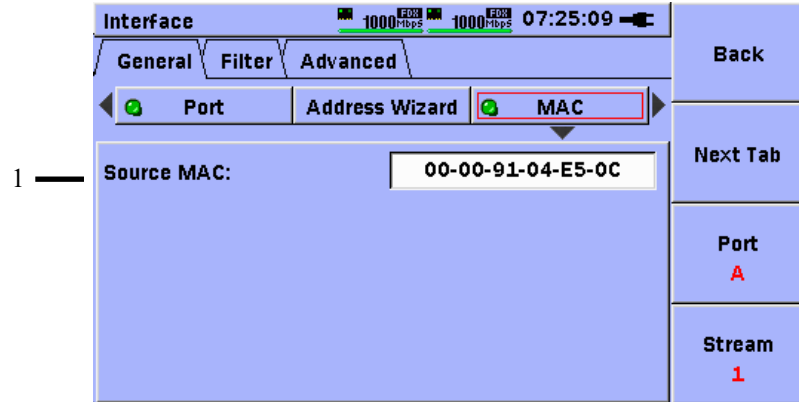 Interface 1000 FDX Mbps 1000 FDX Mbps 07:25:09
General Filter Advanced
Port Address Wizard MAC
1 Source MAC: 00-00-91-04-E5-0C
Back
Next Tab
Port
A
Stream
1